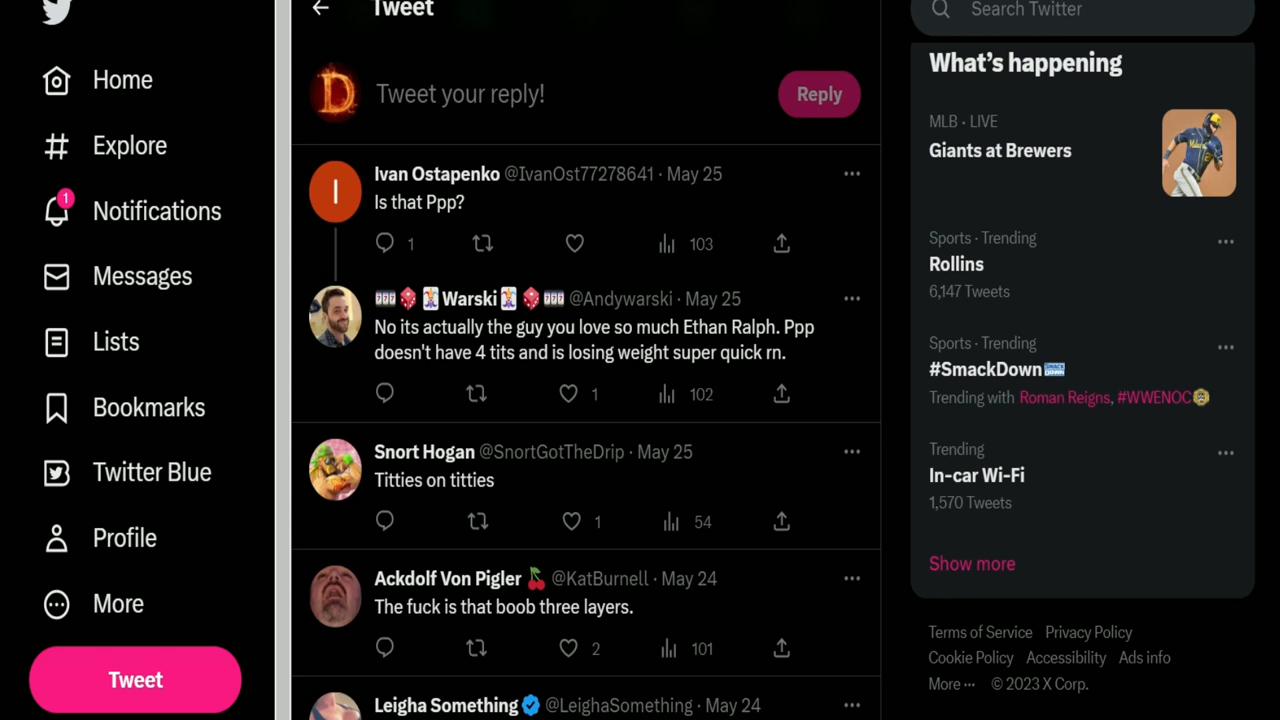 Home
Explore
1
Notifications
Messages
Lists
Bookmarks
Twitter Blue
Profile
More
Tweet
Tweet
D
Tweet your reply!
Reply
I
Ivan Ostapenko @IvanOst77278641 · May 25
Is that Ppp?
1 103
Warski @Andywarski · May 25
No its actually the guy you love so much Ethan Ralph. Ppp
doesn't have 4 tits and is losing weight super quick rn.
1 102
Snort Hogan @SnortGotTheDrip · May 25
Titties on titties
1 54
Ackdolf Von Pigler @KatBurnell · May 24
The fuck is that boob three layers.
2 101
Leigha Something @LeighaSomething · May 24
Search Twitter
What's happening
MLB · LIVE
Giants at Brewers
Sports · Trending
Rollins
6,147 Tweets
Sports · Trending
#SmackDown
Trending with Roman Reigns, #WWENOC
Trending
In-car Wi-Fi
1,570 Tweets
Show more
Terms of Service Privacy Policy
Cookie Policy Accessibility Ads info
More ··· © 2023 X Corp.